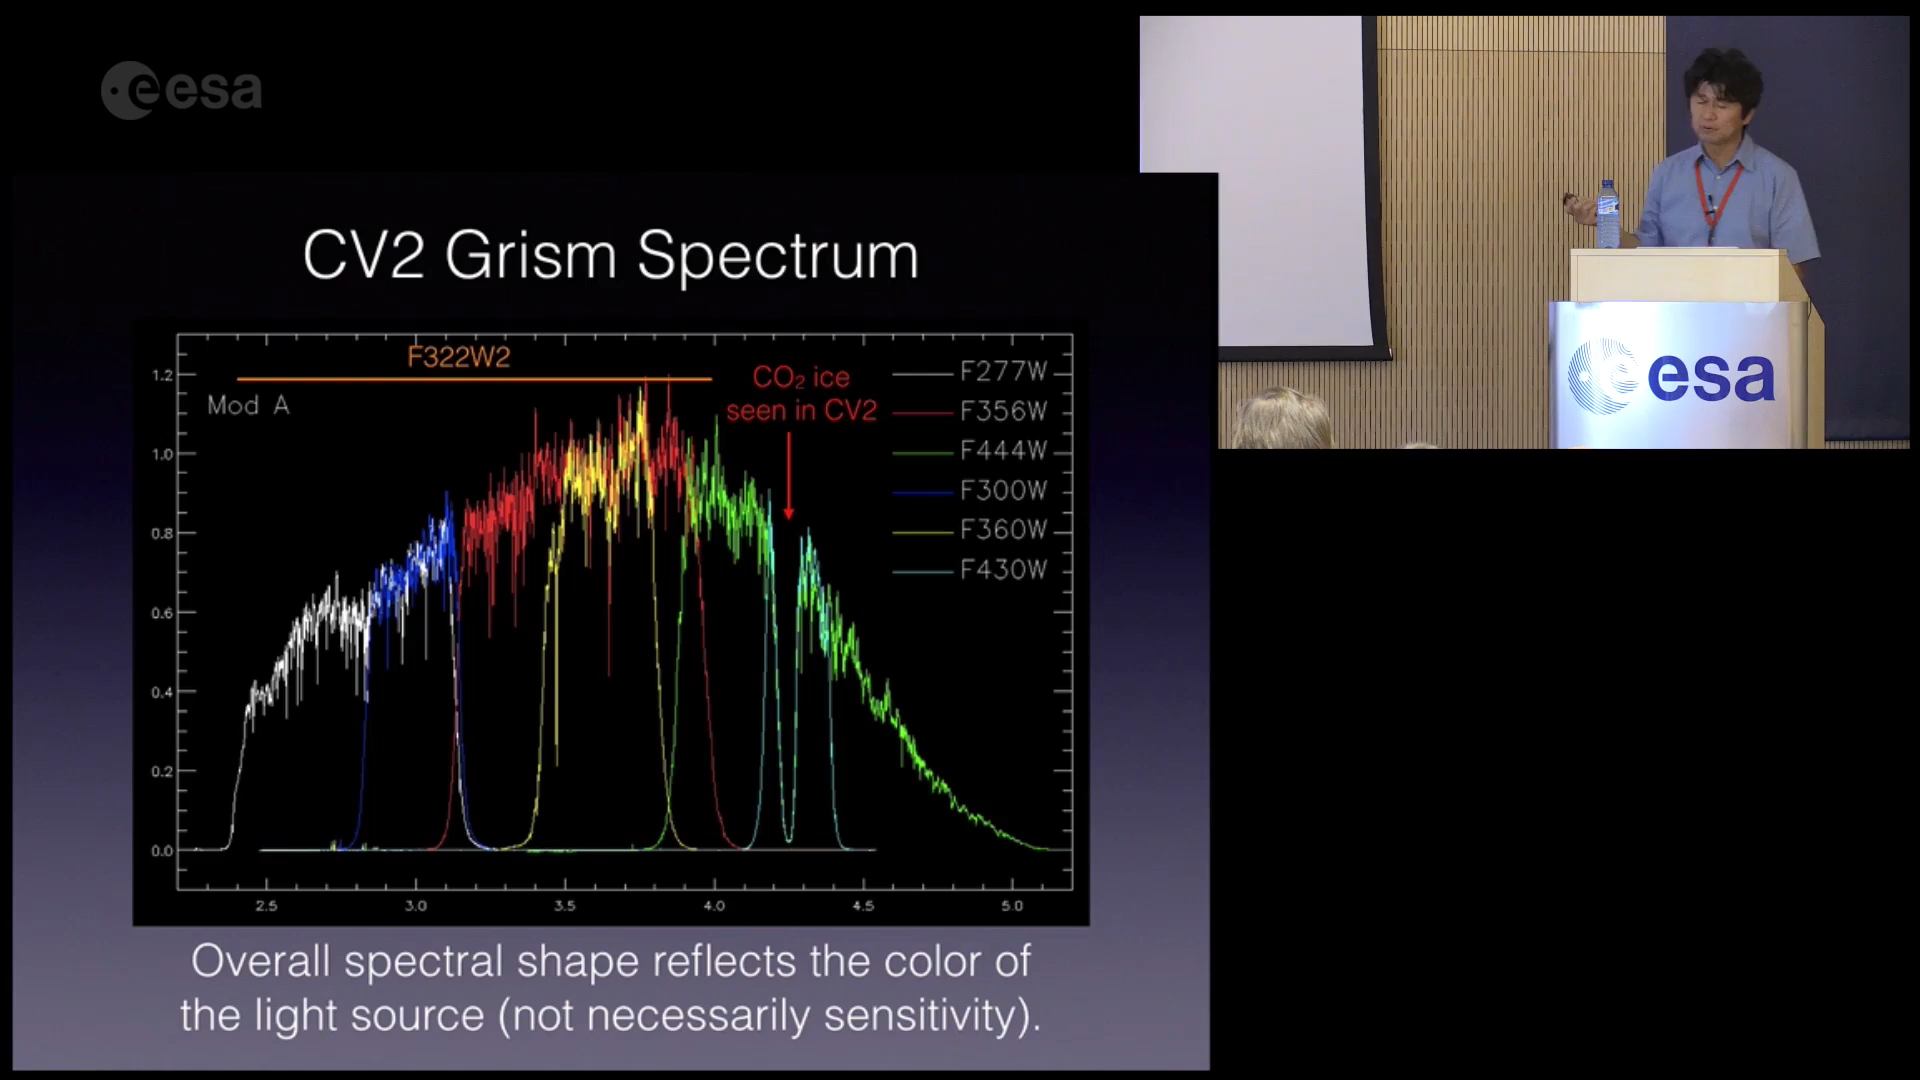 eesa
esa
CV2 Grism Spectrum
F322W2
Mod A
CO₂ ice
seen in CV2
F277W
F356W
F444W
F300W
F360W
F430W
1.2
1.0
0.8
0.6
0.4
0.2
0.0
2.5 3.0 3.5 4.0 4.5 5.0
Overall spectral shape reflects the color of
the light source (not necessarily sensitivity).